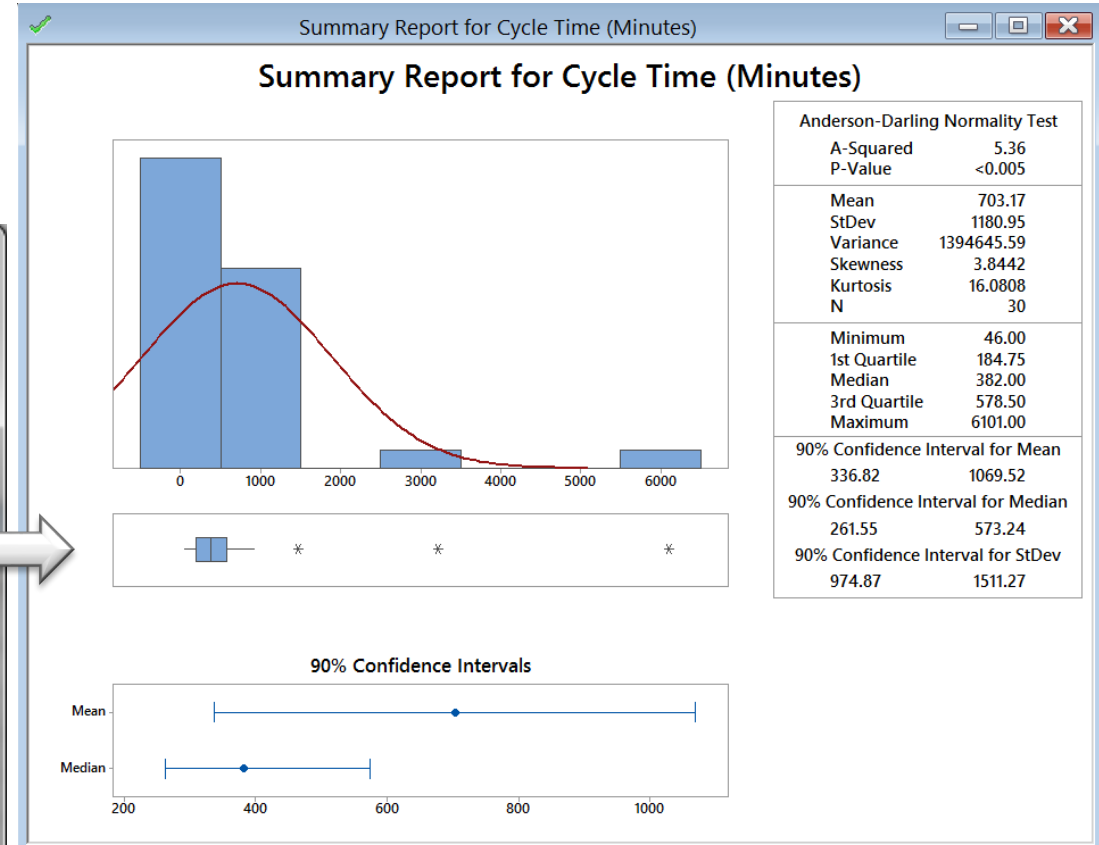 Summary Report for Cycle Time (Minutes)
Summary Report for Cycle Time (Minutes)
0 1000 2000 3000 4000 5000 6000
90% Confidence Intervals
Mean
Median
200 400 600 800 1000
Anderson-Darling Normality Test
A-Squared 5.36
P-Value <0.005
Mean 703.17
StDev 1180.95
Variance 1394645.59
Skewness 3.8442
Kurtosis 16.0808
N 30
Minimum 46.00
1st Quartile 184.75
Median 382.00
3rd Quartile 578.50
Maximum 6101.00
90% Confidence Interval for Mean
336.82 1069.52
90% Confidence Interval for Median
261.55 573.24
90% Confidence Interval for StDev
974.87 1511.27